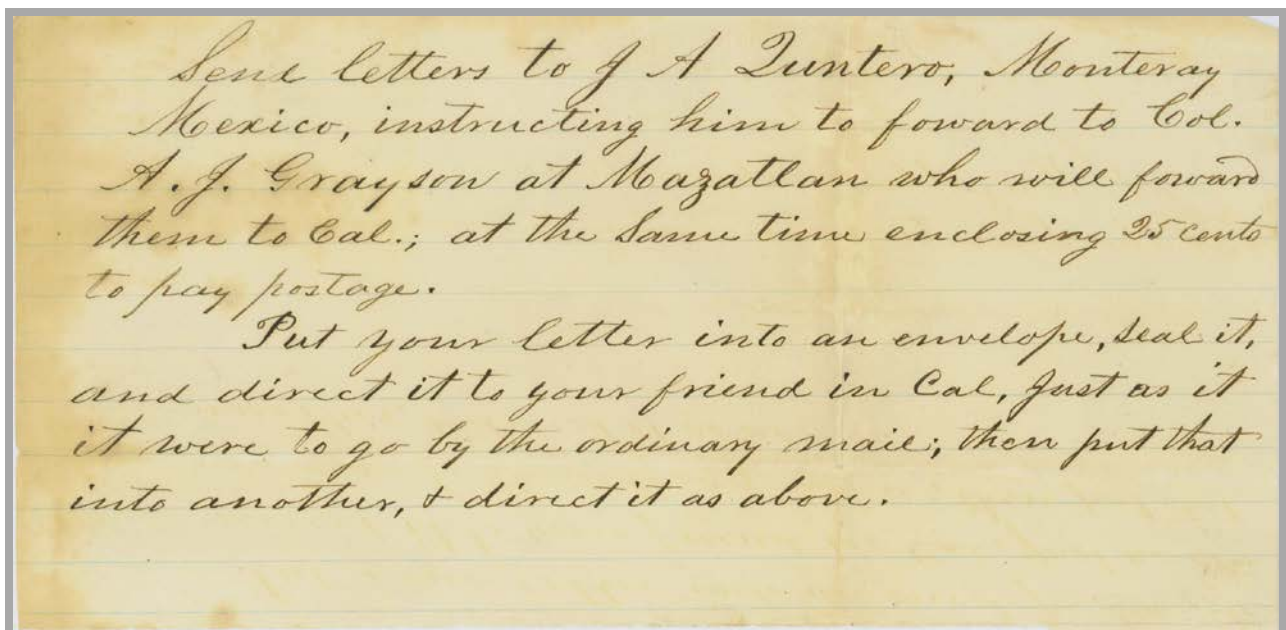 Send letters to J A Quntero, Monteray
Mexico, instructing him to foward to Col.
A. J. Grayson at Mazatlan who will foward
them to Cal.; at the same time enclosing 25 cents
to pay postage.
Put your letter into an envelope, seal it,
and direct it to your friend in Cal, just as it
it were to go by the ordinary mail; then put that
into another, & direct it as above.